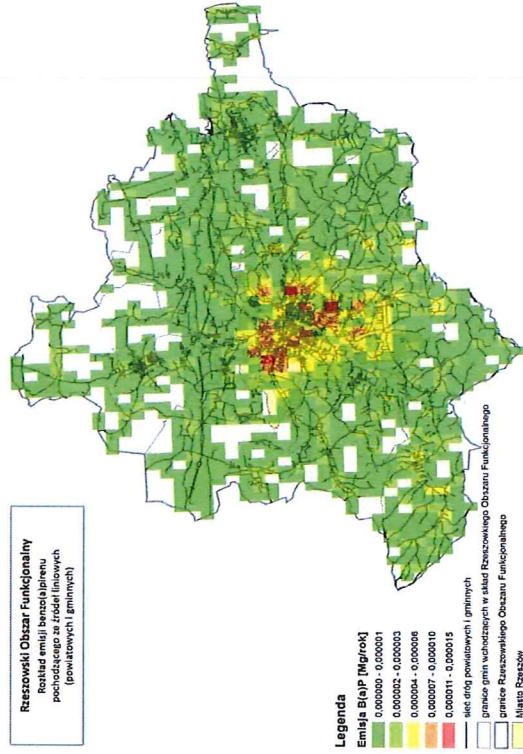 Rzeszowski Obszar Funkcjonalny
Rozkład emisji benzo(a)pirenu
pochodzącego ze źródeł liniowych
(powiatowych i gminnych)
Legenda
Emisja B(a)P [Mg/rok]
0,000000 - 0,000001
0,000002 - 0,000003
0,000004 - 0,000006
0,000007 - 0,000010
0,000011 - 0,000015
sieć dróg powiatowych i gminnych
granice gmin wchodzących w skład Rzeszowkiego Obszaru Funkcjonalnego
granice Rzeszowskiego Obszaru Funkcjonalnego
Miasto Rzeszów